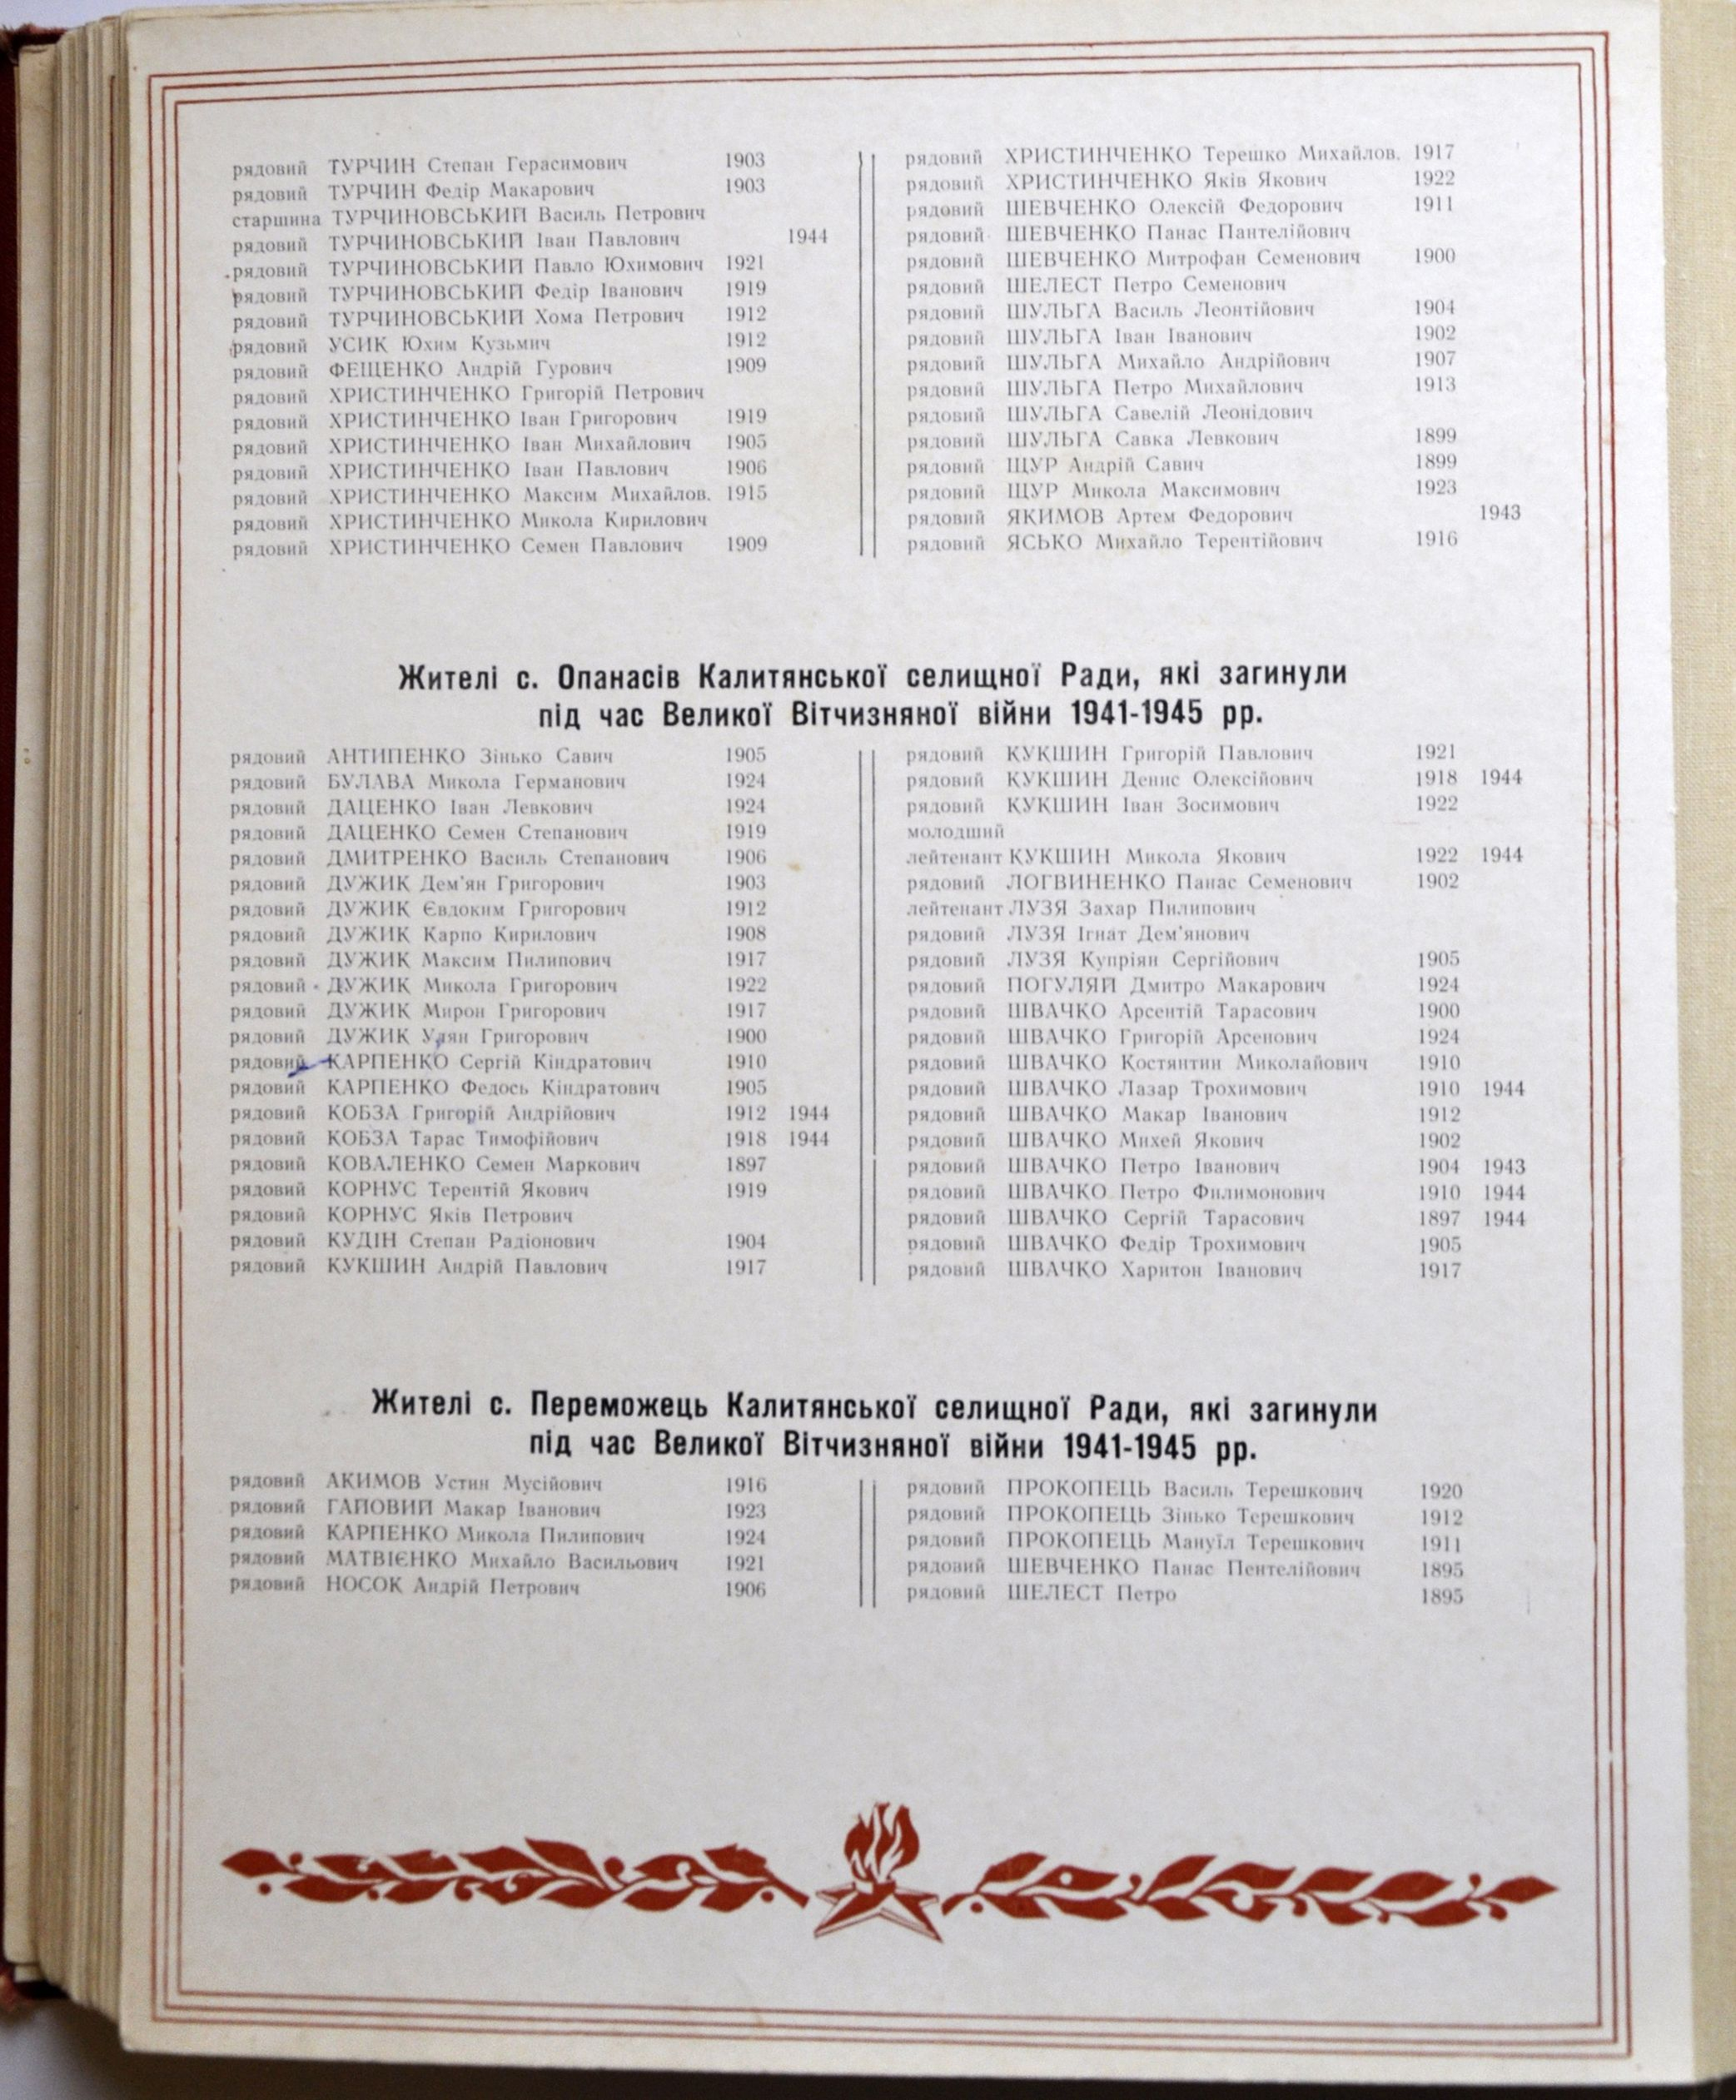 рядовий ТУРЧИН Степан Герасимович 1903
рядовий ТУРЧИН Федір Макарович 1903
старшина ТУРЧИНОВСЬКИЙ Василь Петрович
рядовий ТУРЧИНОВСЬКИЙ Іван Павлович 1944
рядовий ТУРЧИНОВСЬКИЙ Павло Юхимович 1921
рядовий ТУРЧИНОВСЬКИЙ Федір Іванович 1919
рядовий ТУРЧИНОВСЬКИЙ Хома Петрович 1912
рядовий УСИК Юхим Кузьмич 1912
рядовий ФЕЩЕНКО Андрій Гурович 1909
рядовий ХРИСТИНЧЕНКО Григорій Петрович
рядовий ХРИСТИНЧЕНКО Іван Григорович 1919
рядовий ХРИСТИНЧЕНКО Іван Михайлович 1905
рядовий ХРИСТИНЧЕНКО Іван Павлович 1906
рядовий ХРИСТИНЧЕНКО Максим Михайлов. 1915
рядовий ХРИСТИНЧЕНКО Микола Кирилович
рядовий ХРИСТИНЧЕНКО Семен Павлович 1909
рядовий ХРИСТИНЧЕНКО Терешко Михайлов. 1917
рядовий ХРИСТИНЧЕНКО Яків Якович 1922
рядовий ШЕВЧЕНКО Олексій Федорович 1911
рядовий ШЕВЧЕНКО Панас Пантелійович
рядовий ШЕВЧЕНКО Митрофан Семенович 1900
рядовий ШЕЛЕСТ Петро Семенович
рядовий ШУЛЬГА Василь Леонтійович 1904
рядовий ШУЛЬГА Іван Іванович 1902
рядовий ШУЛЬГА Михайло Андрійович 1907
рядовий ШУЛЬГА Петро Михайлович 1913
рядовий ШУЛЬГА Савелій Леонідович
рядовий ШУЛЬГА Савка Левкович 1899
рядовий ЩУР Андрій Савич 1899
рядовий ЩУР Микола Максимович 1923
рядовий ЯКИМОВ Артем Федорович 1943
рядовий ЯСЬКО Михайло Терентійович 1916
Жителі с. Опанасів Калитянської селищної Ради, які загинули
під час Великої Вітчизняної війни 1941-1945 рр.
рядовий АНТИПЕНКО Зінько Савич 1905
рядовий БУЛАВА Микола Германович 1924
рядовий ДАЦЕНКО Іван Левкович 1924
рядовий ДАЦЕНКО Семен Степанович 1919
рядовий ДМИТРЕНКО Василь Степанович 1906
рядовий ДУЖИК Дем'ян Григорович 1903
рядовий ДУЖИК Євдоким Григорович 1912
рядовий ДУЖИК Карпо Кирилович 1908
рядовий ДУЖИК Максим Пилипович 1917
рядовий ДУЖИК Микола Григорович 1922
рядовий ДУЖИК Мирон Григорович 1917
рядовий ДУЖИК Улян Григорович 1900
рядовий КАРПЕНКО Сергій Кіндратович 1910
рядовий КАРПЕНКО Федось Кіндратович 1905
рядовий КОБЗА Григорій Андрійович 1912 1944
рядовий КОБЗА Тарас Тимофійович 1918 1944
рядовий КОВАЛЕНКО Семен Маркович 1897
рядовий КОРНУС Терентій Якович 1919
рядовий КОРНУС Яків Петрович
рядовий КУДІН Степан Радіонович 1904
рядовий КУКШИН Андрій Павлович 1917
рядовий КУКШИН Григорій Павлович 1921
рядовий КУКШИН Денис Олексійович 1918 1944
рядовий КУКШИН Іван Зосимович 1922
молодший
лейтенант КУКШИН Микола Якович 1922 1944
рядовий ЛОГВИНЕНКО Панас Семенович 1902
лейтенант ЛУЗЯ Захар Пилипович
рядовий ЛУЗЯ Ігнат Дем'янович
рядовий ЛУЗЯ Купріян Сергійович 1905
рядовий ПОГУЛЯЙ Дмитро Макарович 1924
рядовий ШВАЧКО Арсентій Тарасович 1900
рядовий ШВАЧКО Григорій Арсенович 1924
рядовий ШВАЧКО Костянтин Миколайович 1910
рядовий ШВАЧКО Лазар Трохимович 1910 1944
рядовий ШВАЧКО Макар Іванович 1912
рядовий ШВАЧКО Михей Якович 1902
рядовий ШВАЧКО Петро Іванович 1904 1943
рядовий ШВАЧКО Петро Филимонович 1910 1944
рядовий ШВАЧКО Сергій Тарасович 1897 1944
рядовий ШВАЧКО Федір Трохимович 1905
рядовий ШВАЧКО Харитон Іванович 1917
Жителі с. Переможець Калитянської селищної Ради, які загинули
під час Великої Вітчизняної війни 1941-1945 рр.
рядовий АКИМОВ Устин Мусійович 1916
рядовий ГАЙОВИЙ Макар Іванович 1923
рядовий КАРПЕНКО Микола Пилипович 1924
рядовий МАТВІЄНКО Михайло Васильович 1921
рядовий НОСОК Андрій Петрович 1906
рядовий ПРОКОПЕЦЬ Василь Терешкович 1920
рядовий ПРОКОПЕЦЬ Зінько Терешкович 1912
рядовий ПРОКОПЕЦЬ Мануїл Терешкович 1911
рядовий ШЕВЧЕНКО Панас Пентелійович 1895
рядовий ШЕЛЕСТ Петро 1895